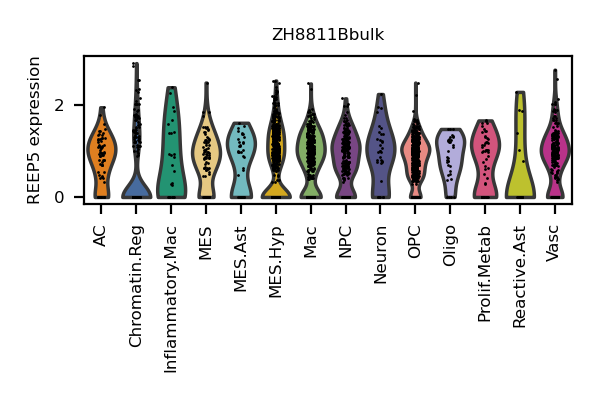 ZH8811Bbulk
REEP5 expression
2
0
AC
Chromatin.Reg
Inflammatory.Mac
MES
MES.Ast
MES.Hyp
Mac
NPC
Neuron
OPC
Oligo
Prolif.Metab
Reactive.Ast
Vasc